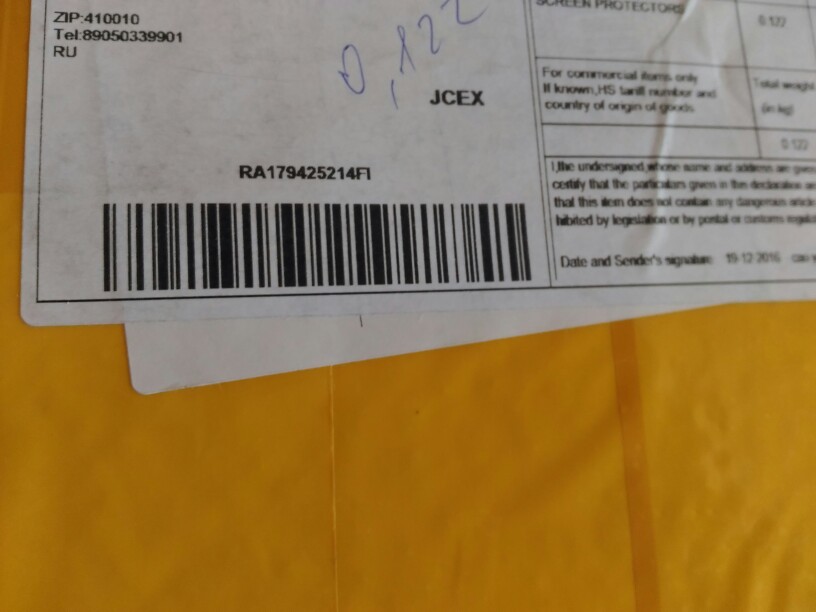 ZIP:410010
Tel:89050339901
RU
0,122
JCEX
RA179425214FI
SCREEN PROTECTORS
0.122
For commercial items only
If known,HS tariff number and
country of origin of goods
Total weight
(in kg)
0.122
I,the undersigned,whose name and address are given
certify that the particulars given in the declaration are
that this item does not contain any dangerous article
hibited by legislation or by postal or customs
Date and Sender's signature 19-12-2016